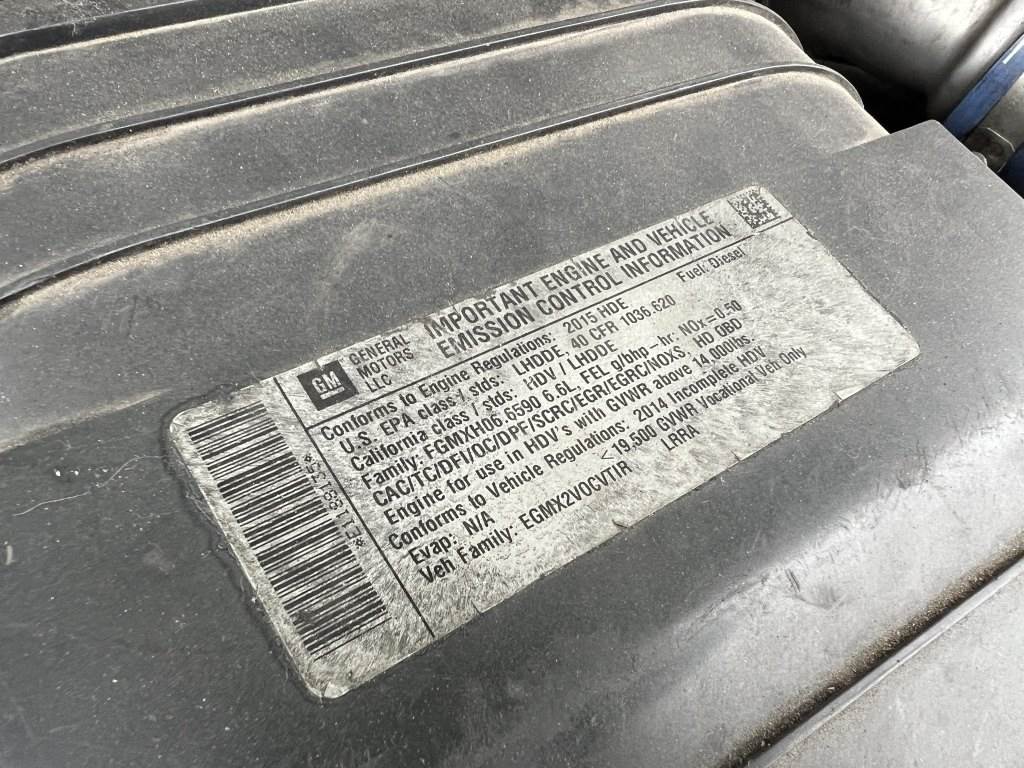 GM
GENERAL
MOTORS
LLC
IMPORTANT ENGINE AND VEHICLE
EMISSION CONTROL INFORMATION
Conforms to Engine Regulations: 2015 HDE Fuel: Diesel
U.S. EPA class / stds: LHDDE 40 CFR 1036.620
California class / stds: HDV / LHDDE
Family: FGMXH06.6590 6.6L FEL g/bhp-hr NOx=0.50
CAC/TC/DFI/OC/DPF/SCRC/EGR/EGRC/NOXS: HD OBD
Engine for use in HDV's with GVWR above 14,000lbs.
Conforms to Vehicle Regulations: 2014 Incomplete HDV
Evap: N/A <19,500 GVWR Vocational Veh Only
Veh Family: EGMX2VOCVTIR LRRA